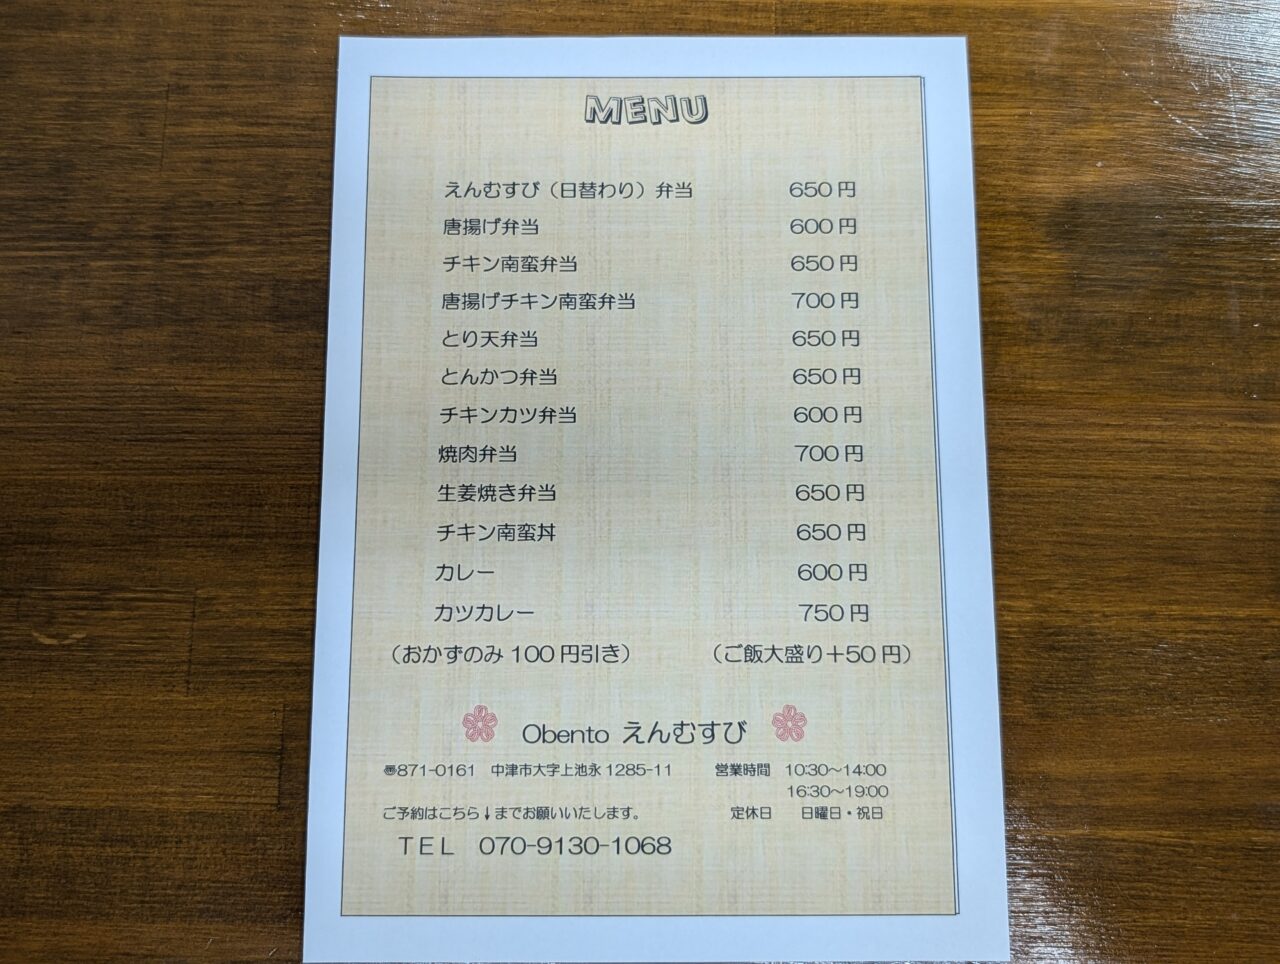 MENU
えんむすび（日替わり）弁当　650円
唐揚げ弁当　600円
チキン南蛮弁当　650円
唐揚げチキン南蛮弁当　700円
とり天弁当　650円
とんかつ弁当　650円
チキンカツ弁当　600円
焼肉弁当　700円
生姜焼き弁当　650円
チキン南蛮丼　650円
カレー　600円
カツカレー　750円
（おかずのみ100円引き）　（ご飯大盛り＋50円）
Obento えんむすび
〠871-0161　中津市大字上池永1285-11　営業時間　10:30～14:00
16:30～19:00
ご予約はこちら↓までお願いいたします。　定休日　日曜日・祝日
ＴＥＬ　070-9130-1068